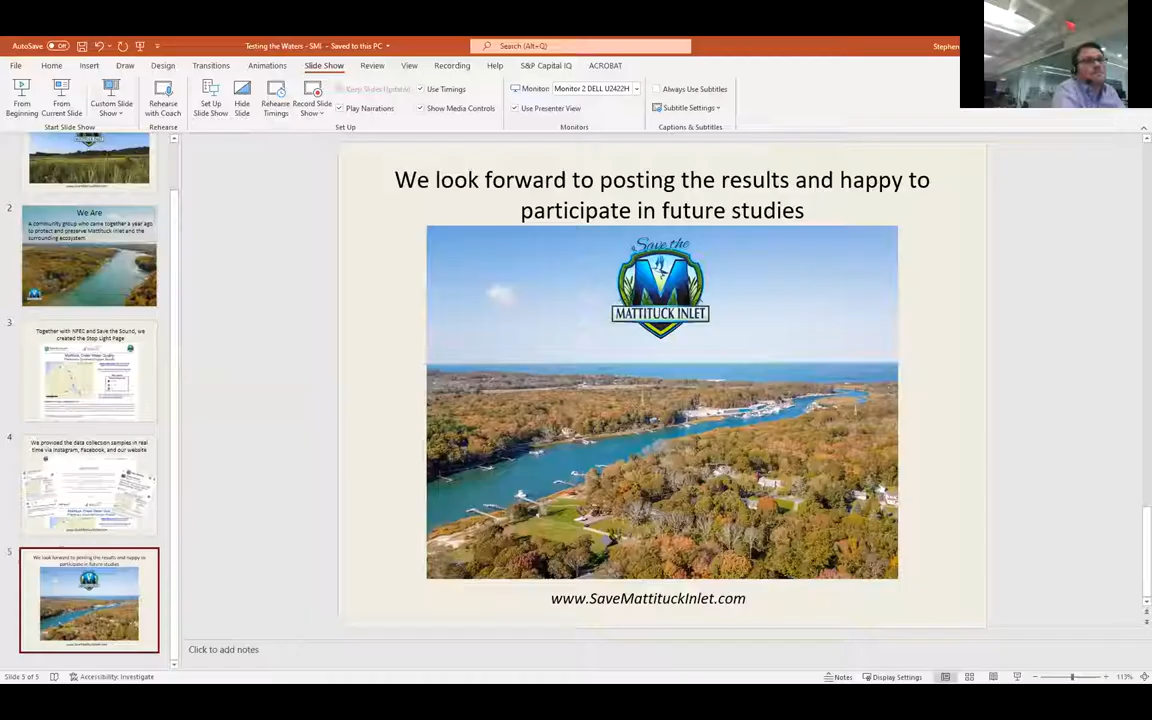 AutoSave Off Testing the Waters - SMI - Saved to this PC Search (Alt+Q) Stephen
File Home Insert Draw Design Transitions Animations Slide Show Review View Recording Help S&P Capital IQ ACROBAT
From Beginning
From Current Slide
Custom Slide Show
Rehearse with Coach
Set Up Slide Show
Hide Slide
Rehearse Timings
Record Slide Show
Keep Slides Updated
Play Narrations
Use Timings
Show Media Controls
Monitor: Monitor 2 DELL U2422H
Use Presenter View
Always Use Subtitles
Subtitle Settings
Start Slide Show Rehearse Set Up Monitors Captions & Subtitles
2
We Are
A community group who came together a year ago
to protect and preserve Mattituck Inlet and the
surrounding ecosystem.
3
Together with NFEC and Save the Sound, we
created the Stop Light Page
4
We provided the data collection samples in real
time via Instagram, Facebook, and our website
5
We look forward to posting the results and happy to
participate in future studies
We look forward to posting the results and happy to
participate in future studies
Save the
M
MATTITUCK INLET
www.SaveMattituckInlet.com
Click to add notes
Slide 5 of 5 Accessibility: Investigate Notes Display Settings 113%